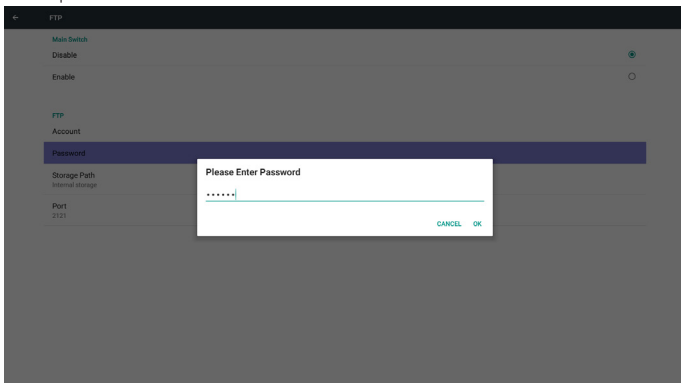 FTP
Main Switch
Disable
Enable
FTP
Account
Password
Storage Path
Internal storage
Port
2121
Please Enter Password
••••••
CANCEL OK